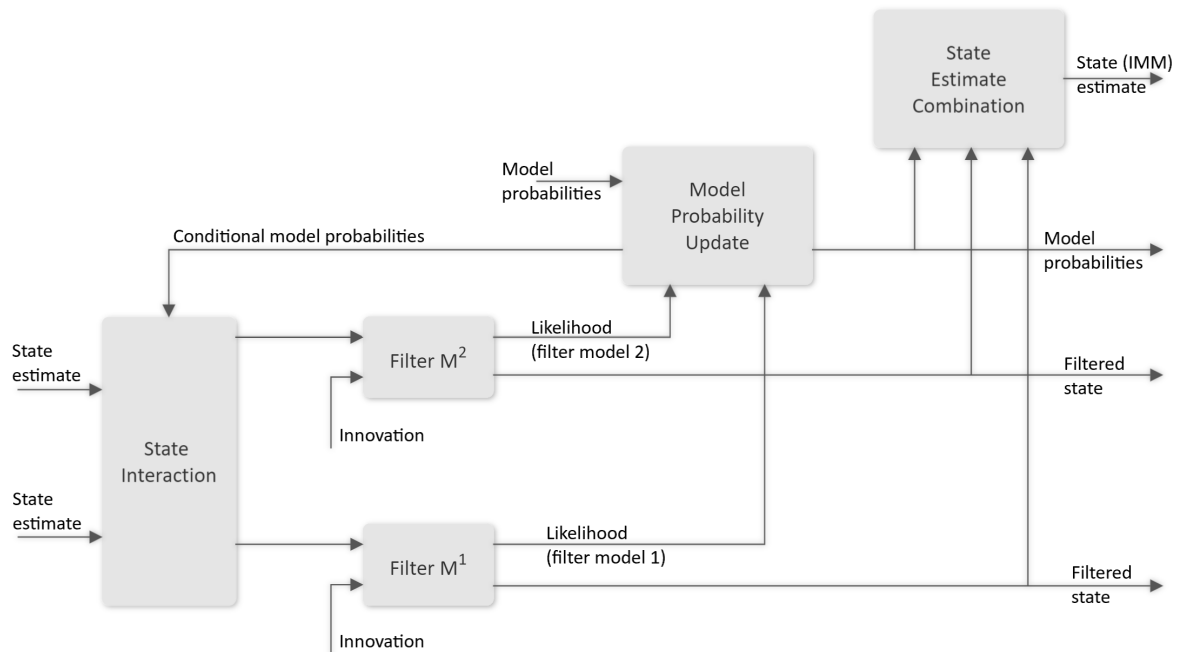 State
Estimate
Combination
State (IMM)
estimate
Model
probabilities
Model
Probability
Update
Conditional model probabilities
Model
probabilities
State
estimate
Filter M²
Likelihood
(filter model 2)
Filtered
state
Innovation
State
Interaction
State
estimate
Filter M¹
Likelihood
(filter model 1)
Filtered
state
Innovation